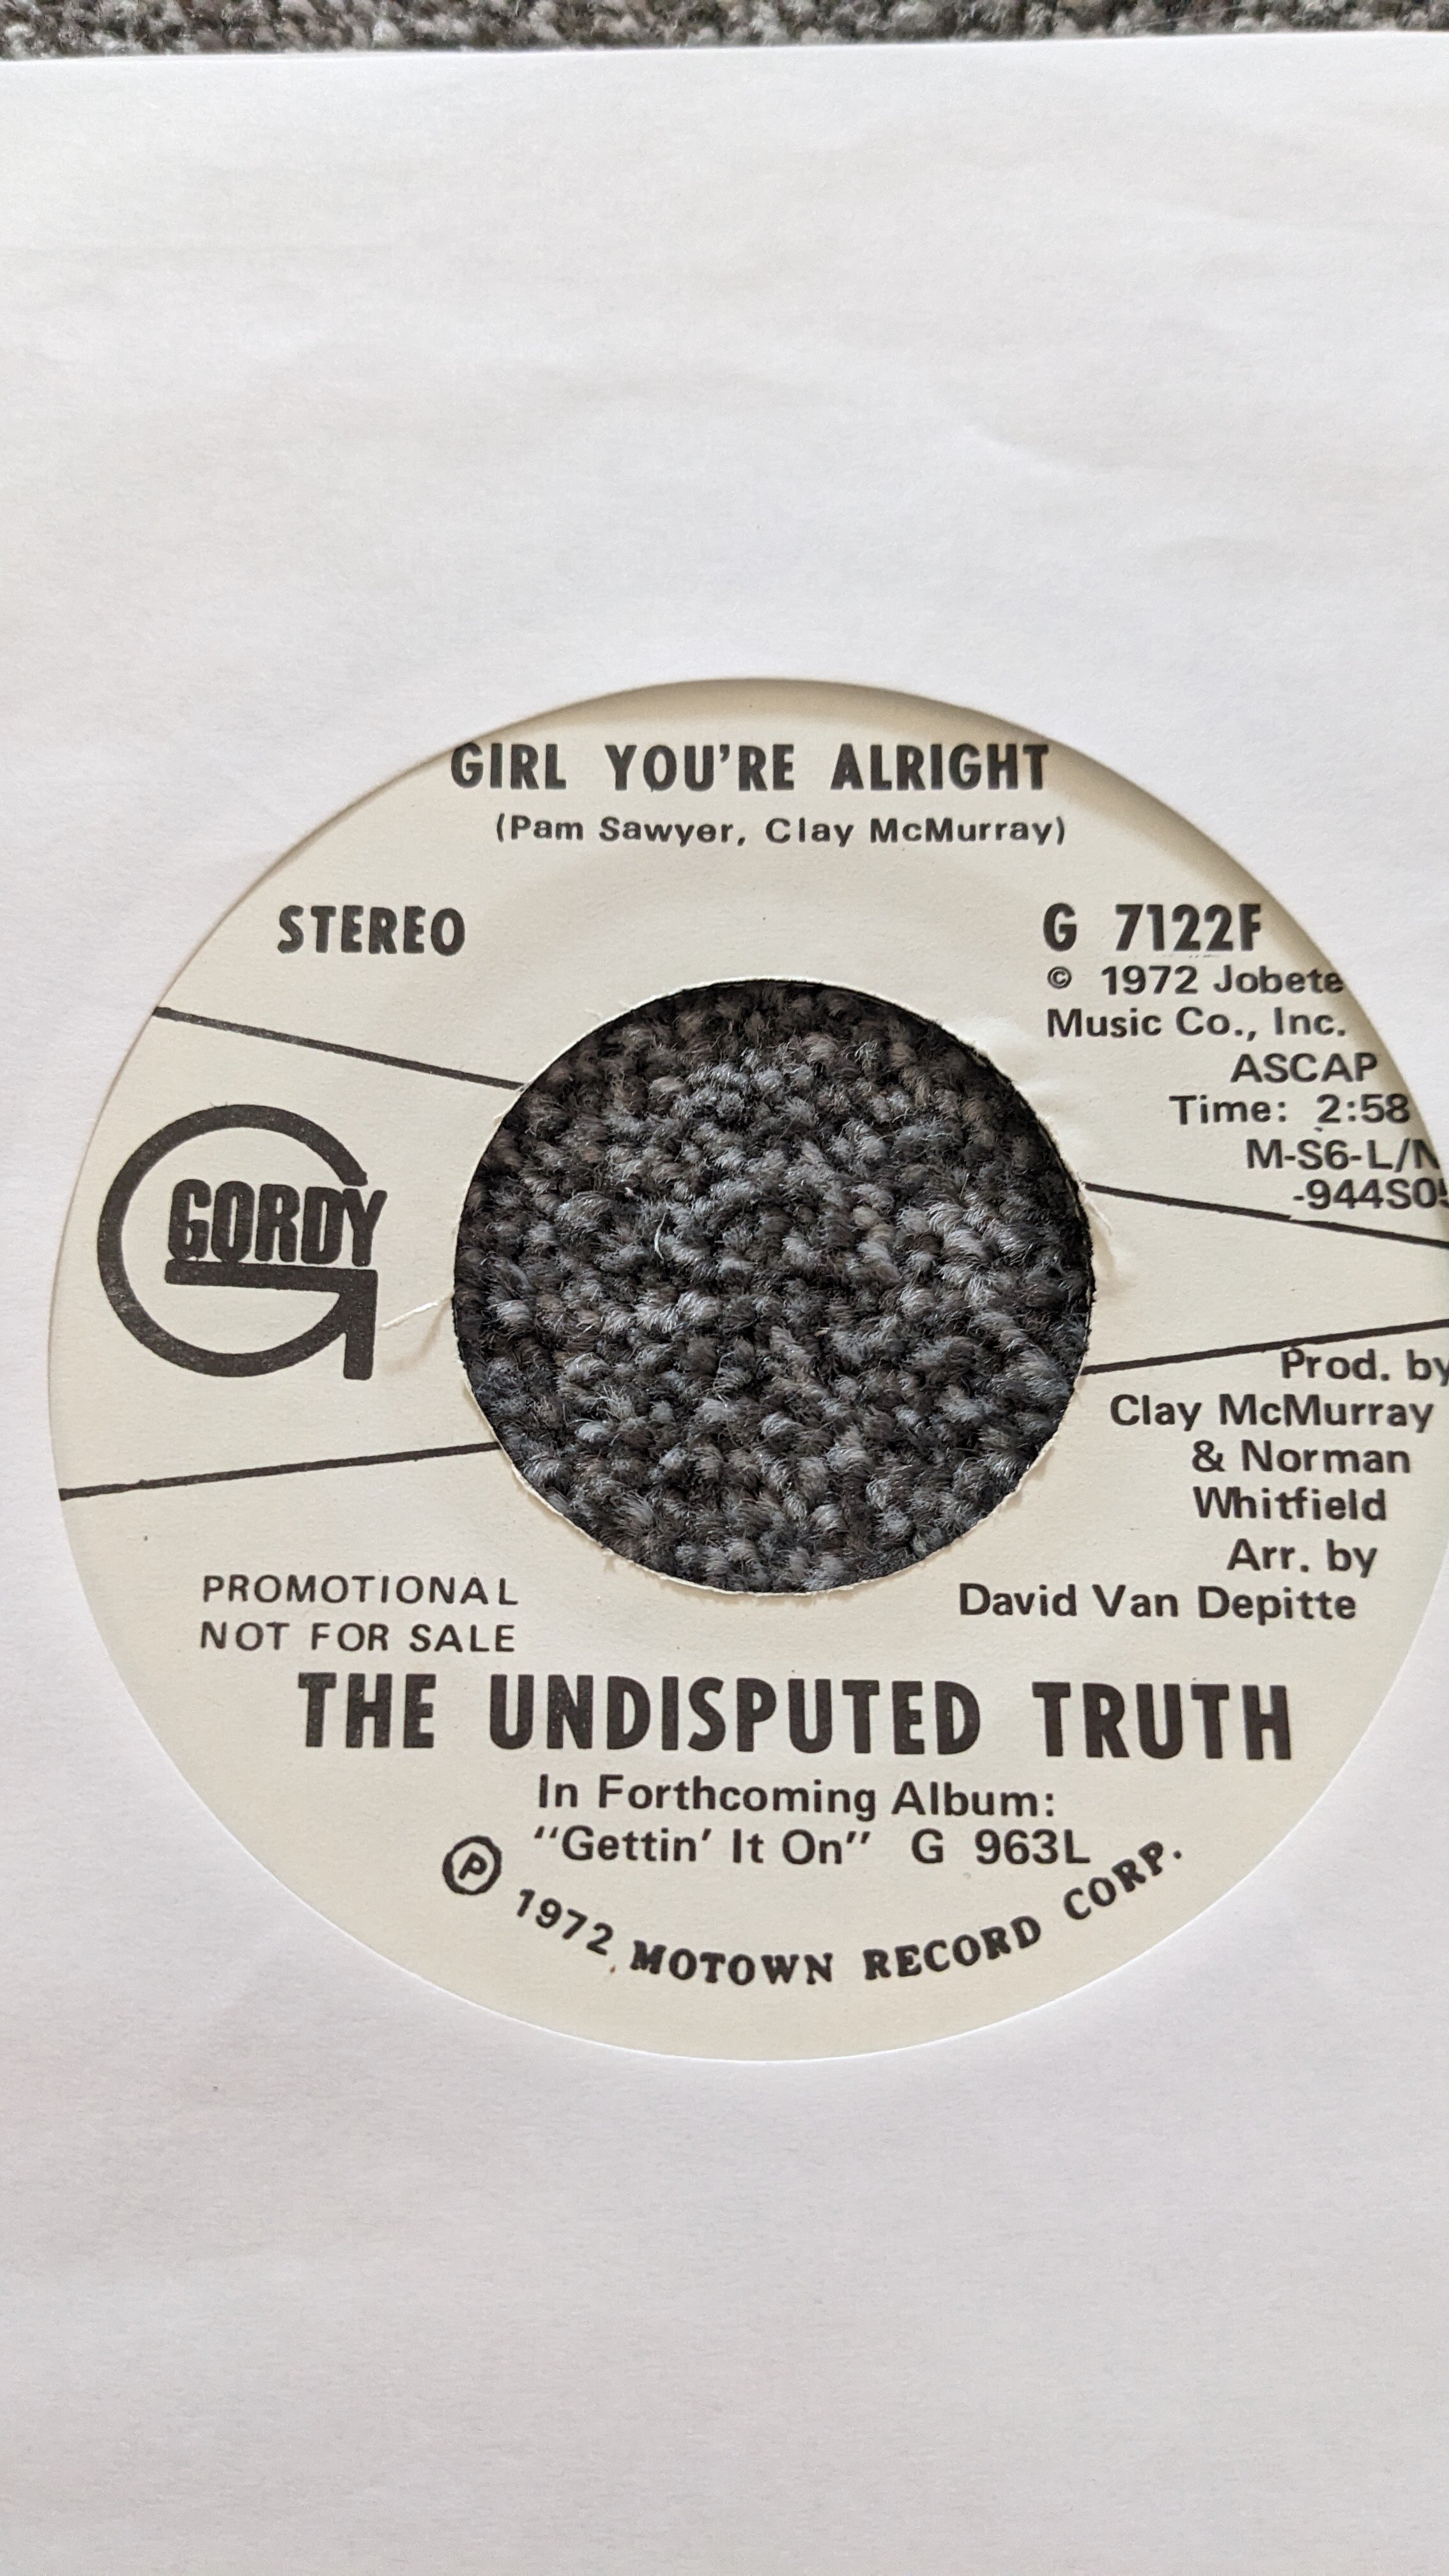 GIRL YOU'RE ALRIGHT
(Pam Sawyer, Clay McMurray)
STEREO
G 7122F
© 1972 Jobete
Music Co., Inc.
ASCAP
Time: 2:58
M-S6-L/N
-944S05
GORDY
Prod. by
Clay McMurray
& Norman
Whitfield
Arr. by
David Van Depitte
PROMOTIONAL
NOT FOR SALE
THE UNDISPUTED TRUTH
In Forthcoming Album:
"Gettin' It On" G 963L
℗ 1972 MOTOWN RECORD CORP.